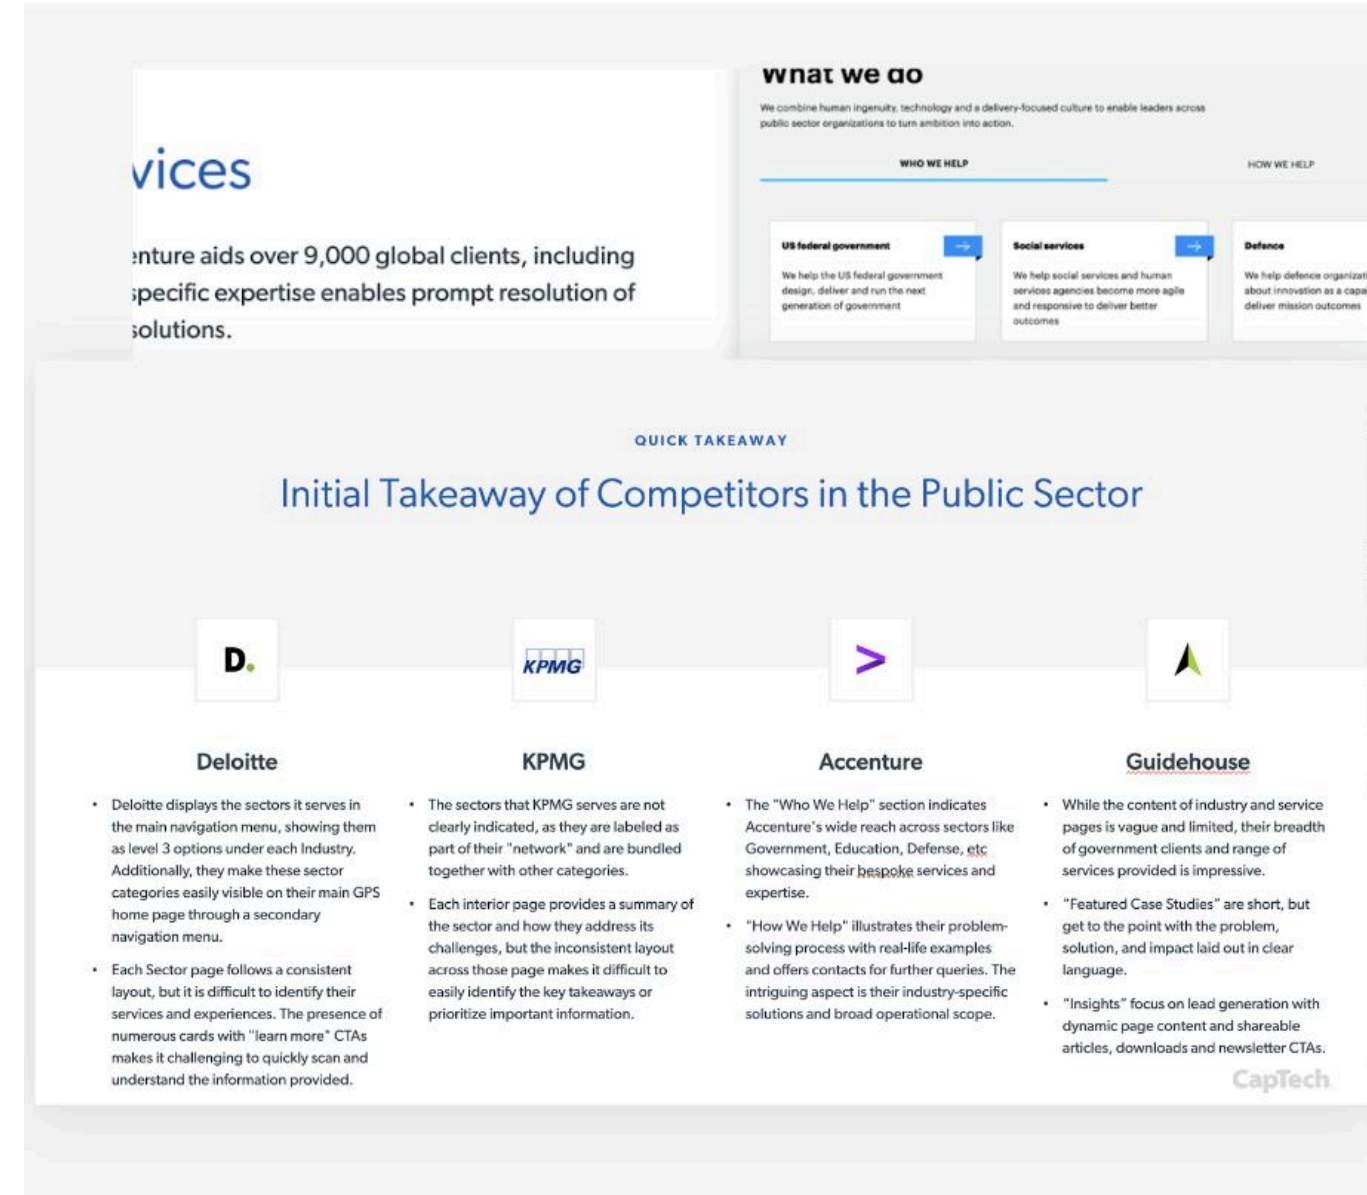 vices
enture aids over 9,000 global clients, including
specific expertise enables prompt resolution of
solutions.
What we do
We combine human ingenuity, technology and a delivery-focused culture to enable leaders across
public sector organizations to turn ambition into action.
WHO WE HELP
HOW WE HELP
US federal government
We help the US federal government
design, deliver and run the next
generation of government
Social services
We help social services and human
services agencies become more agile
and responsive to deliver better
outcomes
Defence
We help defence organizati
about innovation as a capa
deliver mission outcomes
QUICK TAKEAWAY
Initial Takeaway of Competitors in the Public Sector
D.
Deloitte
• Deloitte displays the sectors it serves in
the main navigation menu, showing them
as level 3 options under each Industry.
Additionally, they make these sector
categories easily visible on their main GPS
home page through a secondary
navigation menu.
• Each Sector page follows a consistent
layout, but it is difficult to identify their
services and experiences. The presence of
numerous cards with "learn more" CTAs
makes it challenging to quickly scan and
understand the information provided.
KPMG
KPMG
• The sectors that KPMG serves are not
clearly indicated, as they are labeled as
part of their "network" and are bundled
together with other categories.
• Each interior page provides a summary of
the sector and how they address its
challenges, but the inconsistent layout
across those page makes it difficult to
easily identify the key takeaways or
prioritize important information.
>
Accenture
• The "Who We Help" section indicates
Accenture's wide reach across sectors like
Government, Education, Defense, etc
showcasing their bespoke services and
expertise.
• "How We Help" illustrates their problem-
solving process with real-life examples
and offers contacts for further queries. The
intriguing aspect is their industry-specific
solutions and broad operational scope.
Guidehouse
• While the content of industry and service
pages is vague and limited, their breadth
of government clients and range of
services provided is impressive.
• "Featured Case Studies" are short, but
get to the point with the problem,
solution, and impact laid out in clear
language.
• "Insights" focus on lead generation with
dynamic page content and shareable
articles, downloads and newsletter CTAs.
CapTech